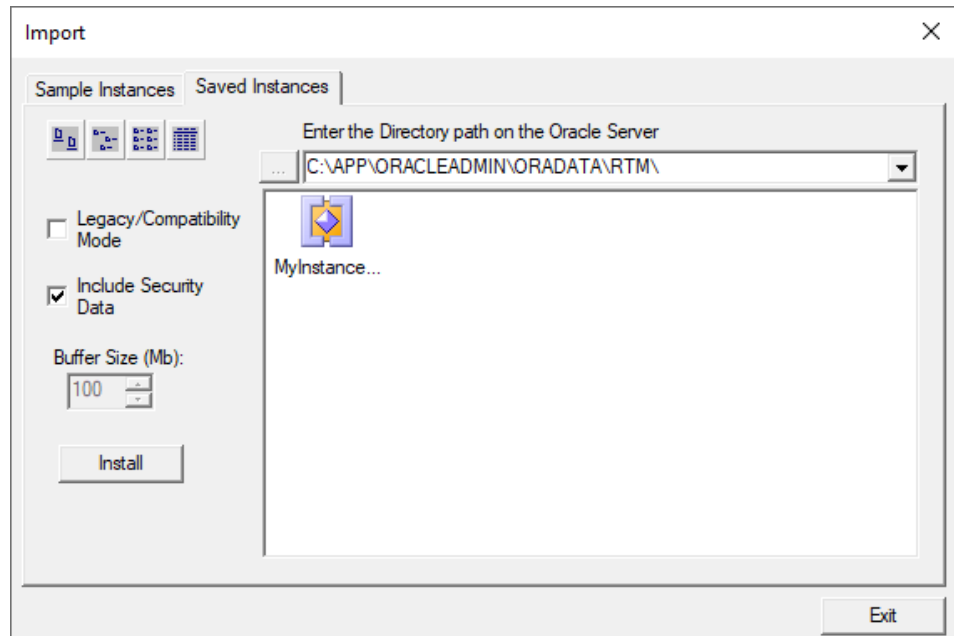 Import
Sample Instances
Saved Instances
Enter the Directory path on the Oracle Server
...
C:\APP\ORACLEADMIN\ORADATA\RTM\
Legacy/Compatibility
Mode
MyInstance...
Include Security
Data
Buffer Size (Mb):
100
Install
Exit